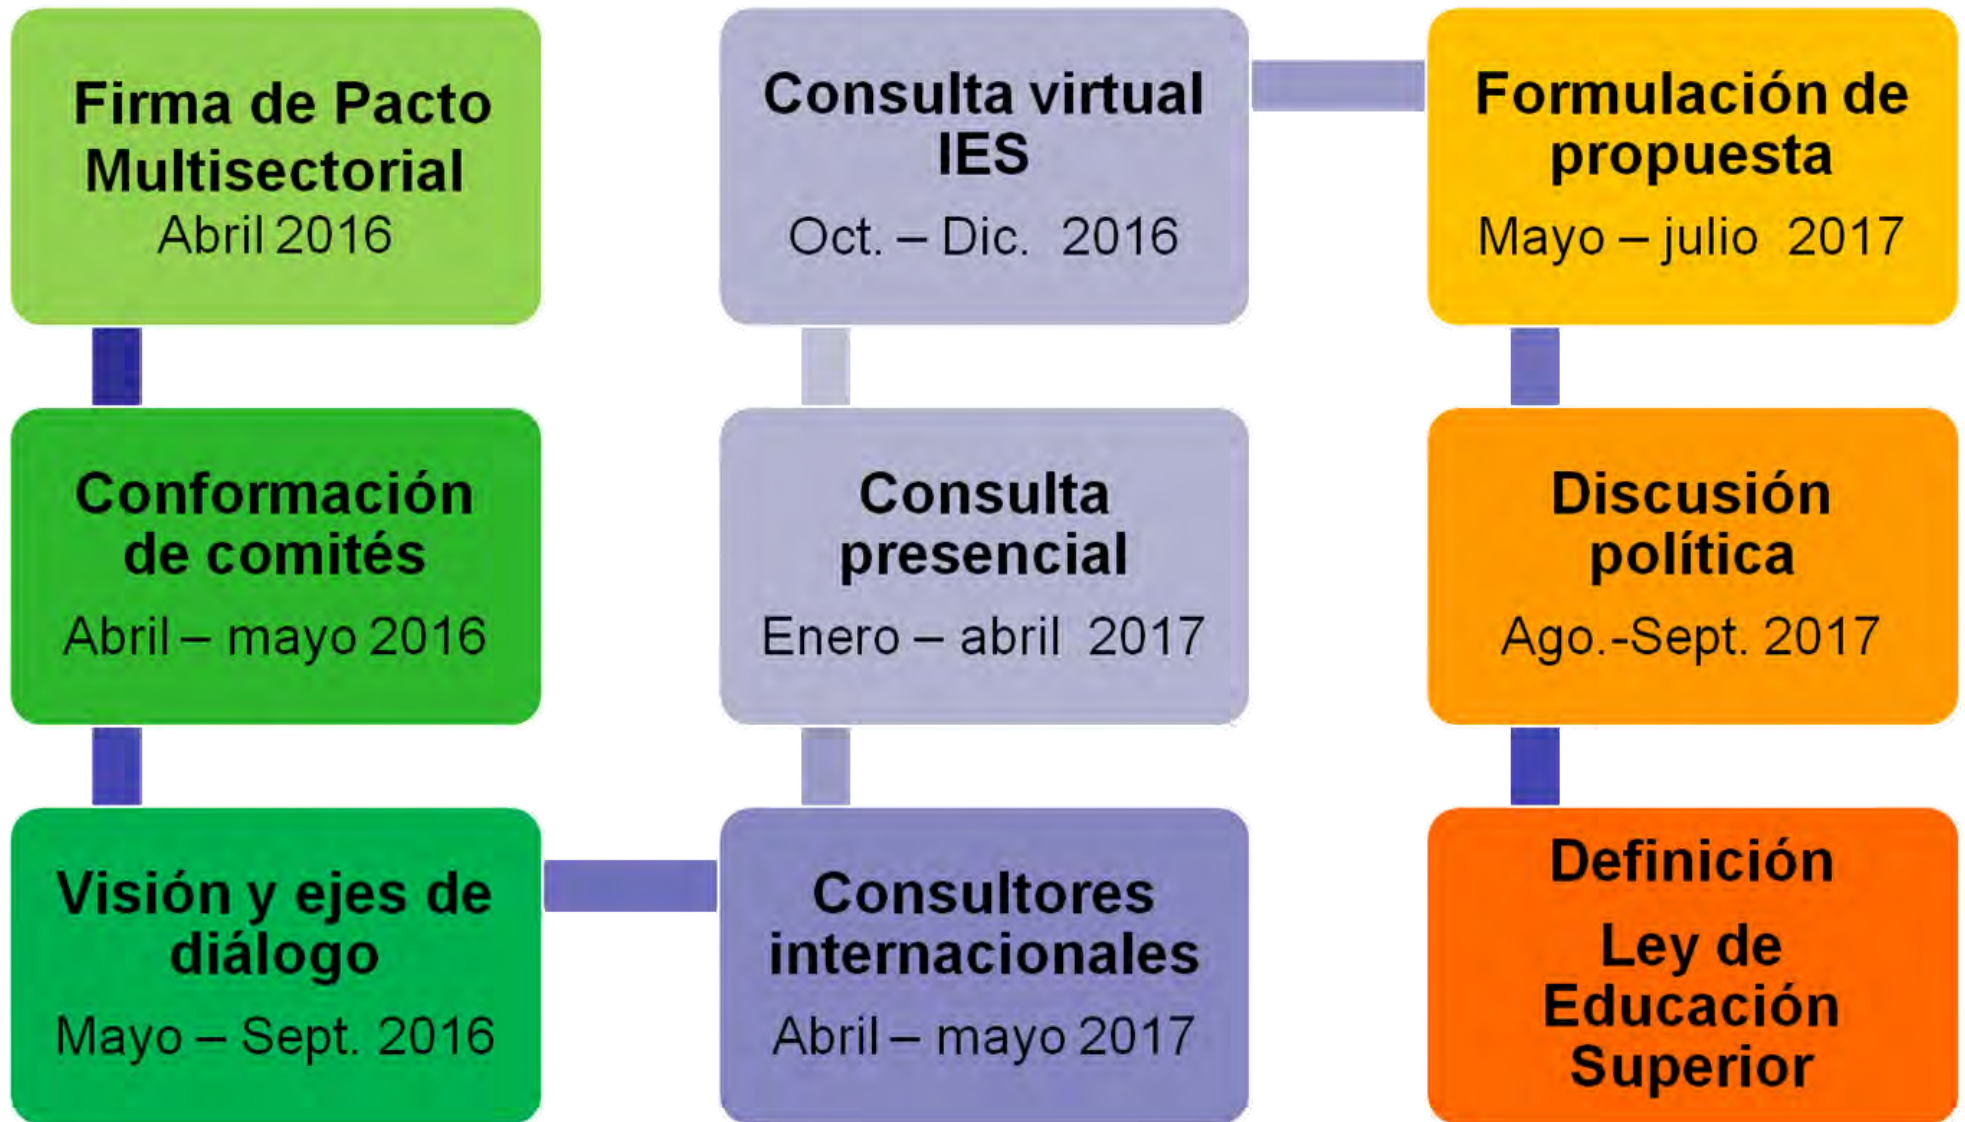 Firma de Pacto
Multisectorial
Abril 2016
Conformación
de comités
Abril – mayo 2016
Visión y ejes de
diálogo
Mayo – Sept. 2016
Consultores
internacionales
Abril – mayo 2017
Consulta
presencial
Enero – abril 2017
Consulta virtual
IES
Oct. – Dic. 2016
Formulación de
propuesta
Mayo – julio 2017
Discusión
política
Ago.-Sept. 2017
Definición
Ley de
Educación
Superior